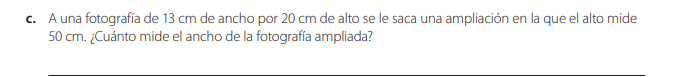 c. A una fotografía de 13 cm de ancho por 20 cm de alto se le saca una ampliación en la que el alto mide
50 cm. ¿Cuánto mide el ancho de la fotografía ampliada?